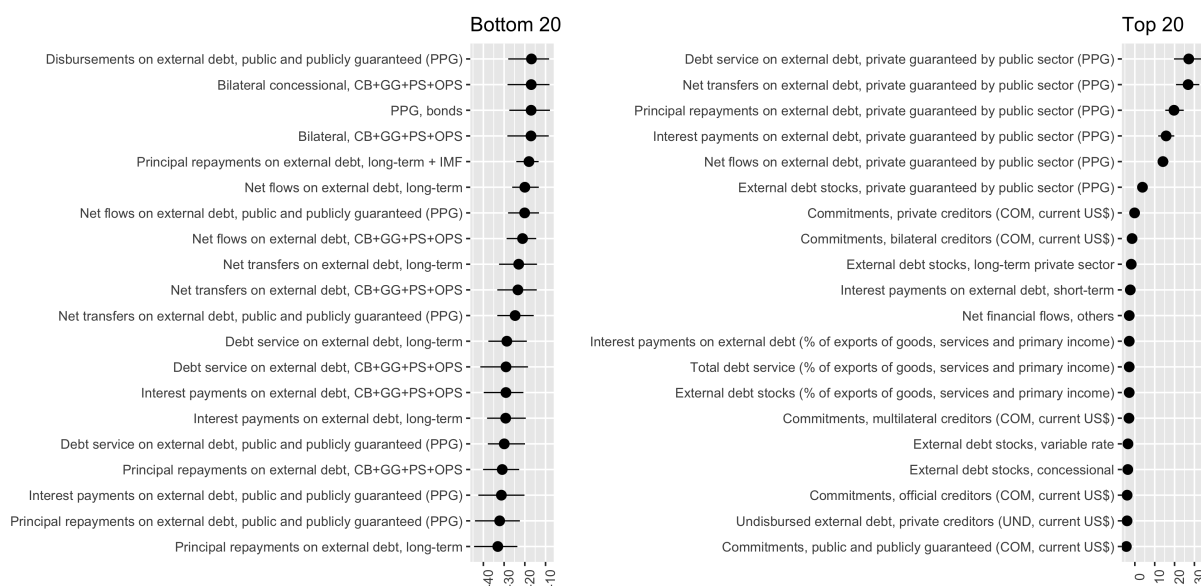 Bottom 20
Disbursements on external debt, public and publicly guaranteed (PPG)
Bilateral concessional, CB+GG+PS+OPS
PPG, bonds
Bilateral, CB+GG+PS+OPS
Principal repayments on external debt, long-term + IMF
Net flows on external debt, long-term
Net flows on external debt, public and publicly guaranteed (PPG)
Net flows on external debt, CB+GG+PS+OPS
Net transfers on external debt, long-term
Net transfers on external debt, CB+GG+PS+OPS
Net transfers on external debt, public and publicly guaranteed (PPG)
Debt service on external debt, long-term
Debt service on external debt, CB+GG+PS+OPS
Interest payments on external debt, CB+GG+PS+OPS
Interest payments on external debt, long-term
Debt service on external debt, public and publicly guaranteed (PPG)
Principal repayments on external debt, CB+GG+PS+OPS
Interest payments on external debt, public and publicly guaranteed (PPG)
Principal repayments on external debt, public and publicly guaranteed (PPG)
Principal repayments on external debt, long-term
-40 -30 -20 -10
Top 20
Debt service on external debt, private guaranteed by public sector (PPG)
Net transfers on external debt, private guaranteed by public sector (PPG)
Principal repayments on external debt, private guaranteed by public sector (PPG)
Interest payments on external debt, private guaranteed by public sector (PPG)
Net flows on external debt, private guaranteed by public sector (PPG)
External debt stocks, private guaranteed by public sector (PPG)
Commitments, private creditors (COM, current US$)
Commitments, bilateral creditors (COM, current US$)
External debt stocks, long-term private sector
Interest payments on external debt, short-term
Net financial flows, others
Interest payments on external debt (% of exports of goods, services and primary income)
Total debt service (% of exports of goods, services and primary income)
External debt stocks (% of exports of goods, services and primary income)
Commitments, multilateral creditors (COM, current US$)
External debt stocks, variable rate
External debt stocks, concessional
Commitments, official creditors (COM, current US$)
Undisbursed external debt, private creditors (UND, current US$)
Commitments, public and publicly guaranteed (COM, current US$)
0 10 20 30